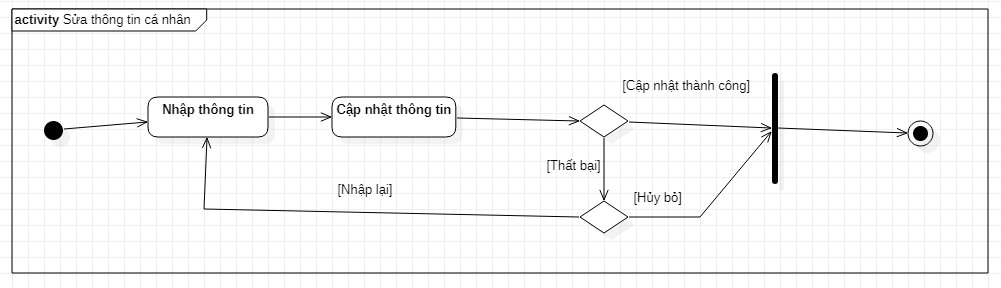 activity Sửa thông tin cá nhân
[Cập nhật thành công]
Nhập thông tin
Cập nhật thông tin
[Thất bại]
[Nhập lại]
[Hủy bỏ]